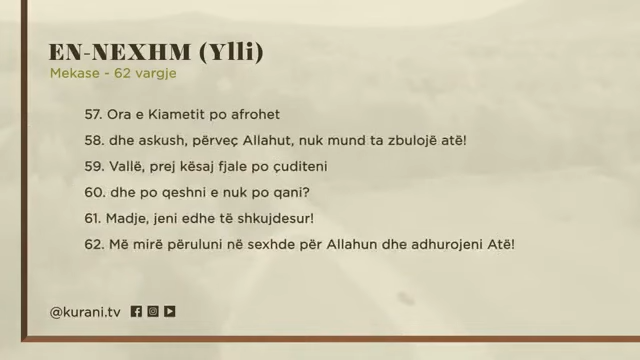 EN-NEXHM (Ylli)
Mekase - 62 vargje
57. Ora e Kiametit po afrohet
58. dhe askush, përveç Allahut, nuk mund ta zbulojë atë!
59. Vallë, prej kësaj fjale po çuditeni
60. dhe po qeshni e nuk po qani?
61. Madje, jeni edhe të shkujdesur!
62. Më mirë përuluni në sexhde për Allahun dhe adhurojeni Atë!
@kurani.tv